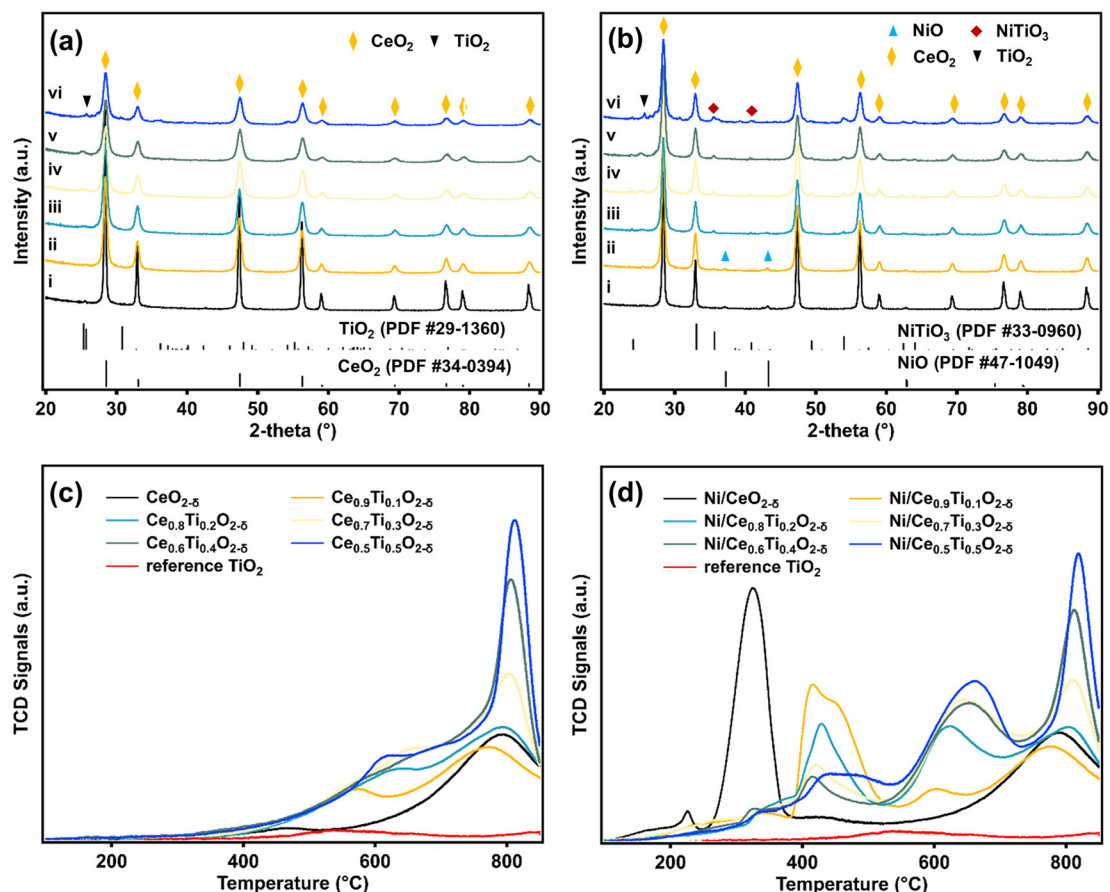 (a)
CeO2
TiO2
vi
v
iv
iii
ii
i
TiO2 (PDF #29-1360)
CeO2 (PDF #34-0394)
20 30 40 50 60 70 80 90
2-theta (°)
Intensity (a.u.)
(b)
NiO
NiTiO3
CeO2
TiO2
vi
v
iv
iii
ii
i
NiTiO3 (PDF #33-0960)
NiO (PDF #47-1049)
20 30 40 50 60 70 80 90
2-theta (°)
Intensity (a.u.)
(c)
CeO2-δ
Ce0.9Ti0.1O2-δ
Ce0.8Ti0.2O2-δ
Ce0.7Ti0.3O2-δ
Ce0.6Ti0.4O2-δ
Ce0.5Ti0.5O2-δ
reference TiO2
200 400 600 800
Temperature (°C)
TCD Signals (a.u.)
(d)
Ni/CeO2-δ
Ni/Ce0.9Ti0.1O2-δ
Ni/Ce0.8Ti0.2O2-δ
Ni/Ce0.7Ti0.3O2-δ
Ni/Ce0.6Ti0.4O2-δ
Ni/Ce0.5Ti0.5O2-δ
reference TiO2
200 400 600 800
Temperature (°C)
TCD Signals (a.u.)